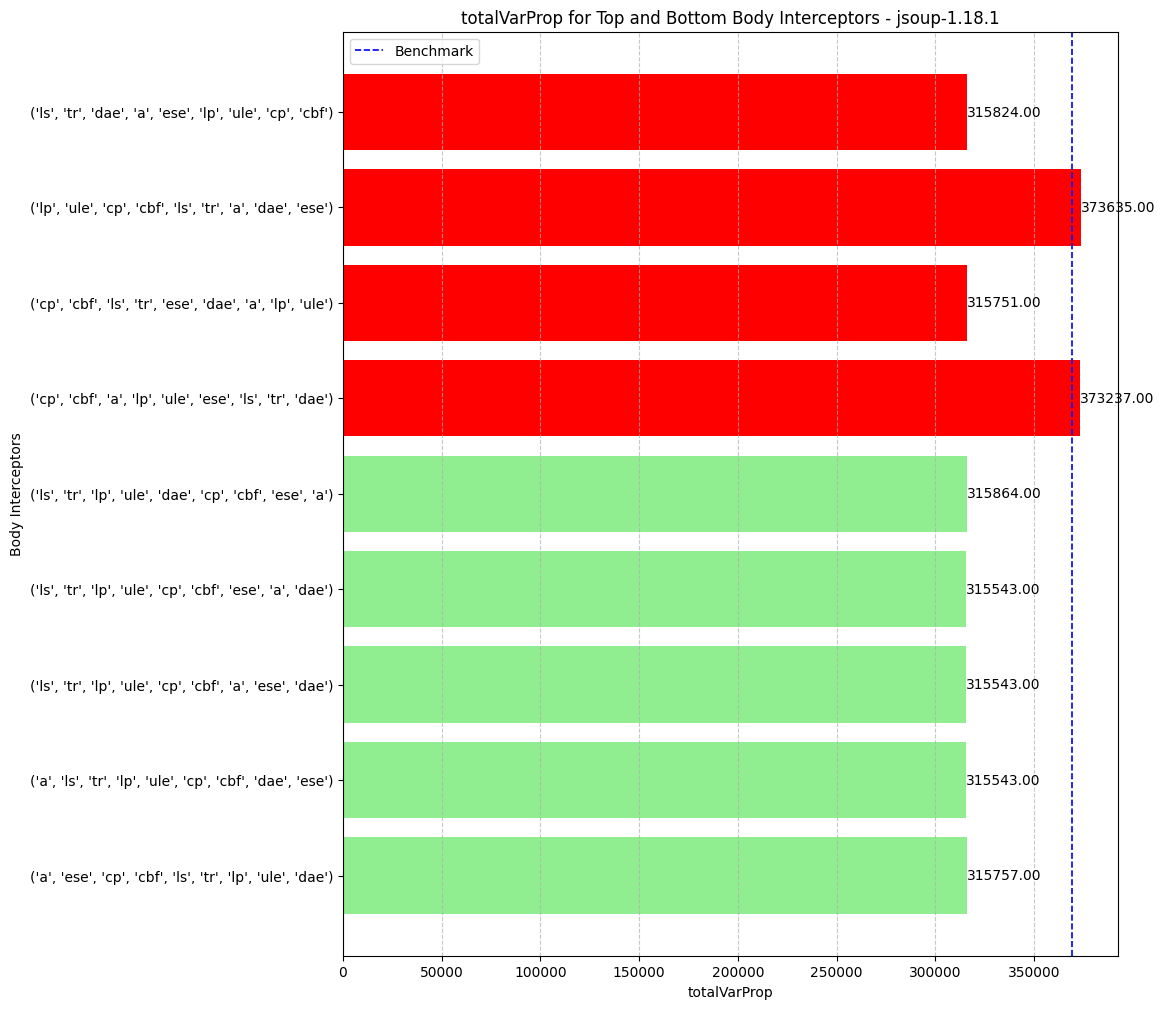 totalVarProp for Top and Bottom Body Interceptors - jsoup-1.18.1
Benchmark
('ls', 'tr', 'dae', 'a', 'ese', 'lp', 'ule', 'cp', 'cbf')
315824.00
('lp', 'ule', 'cp', 'cbf', 'ls', 'tr', 'a', 'dae', 'ese')
373635.00
('cp', 'cbf', 'ls', 'tr', 'ese', 'dae', 'a', 'lp', 'ule')
315751.00
('cp', 'cbf', 'a', 'lp', 'ule', 'ese', 'ls', 'tr', 'dae')
373237.00
('ls', 'tr', 'lp', 'ule', 'dae', 'cp', 'cbf', 'ese', 'a')
315864.00
('ls', 'tr', 'lp', 'ule', 'cp', 'cbf', 'ese', 'a', 'dae')
315543.00
('ls', 'tr', 'lp', 'ule', 'cp', 'cbf', 'a', 'ese', 'dae')
315543.00
('a', 'ls', 'tr', 'lp', 'ule', 'cp', 'cbf', 'dae', 'ese')
315543.00
('a', 'ese', 'cp', 'cbf', 'ls', 'tr', 'lp', 'ule', 'dae')
315757.00
Body Interceptors
0 50000 100000 150000 200000 250000 300000 350000
totalVarProp